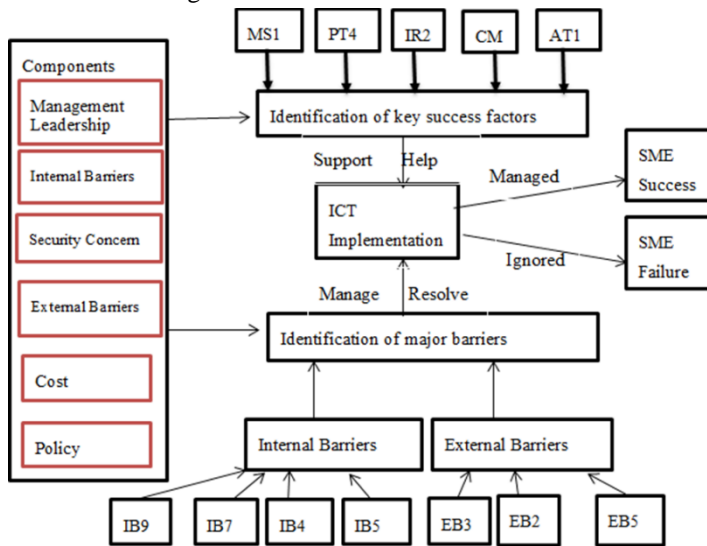 MS1
PT4
IR2
CM
AT1
Components
Management
Leadership
Internal Barriers
Security Concern
External Barriers
Cost
Policy
Identification of key success factors
Support Help
ICT
Implementation
Managed
SME
Success
Ignored
SME
Failure
Manage Resolve
Identification of major barriers
Internal Barriers
External Barriers
IB9
IB7
IB4
IB5
EB3
EB2
EB5